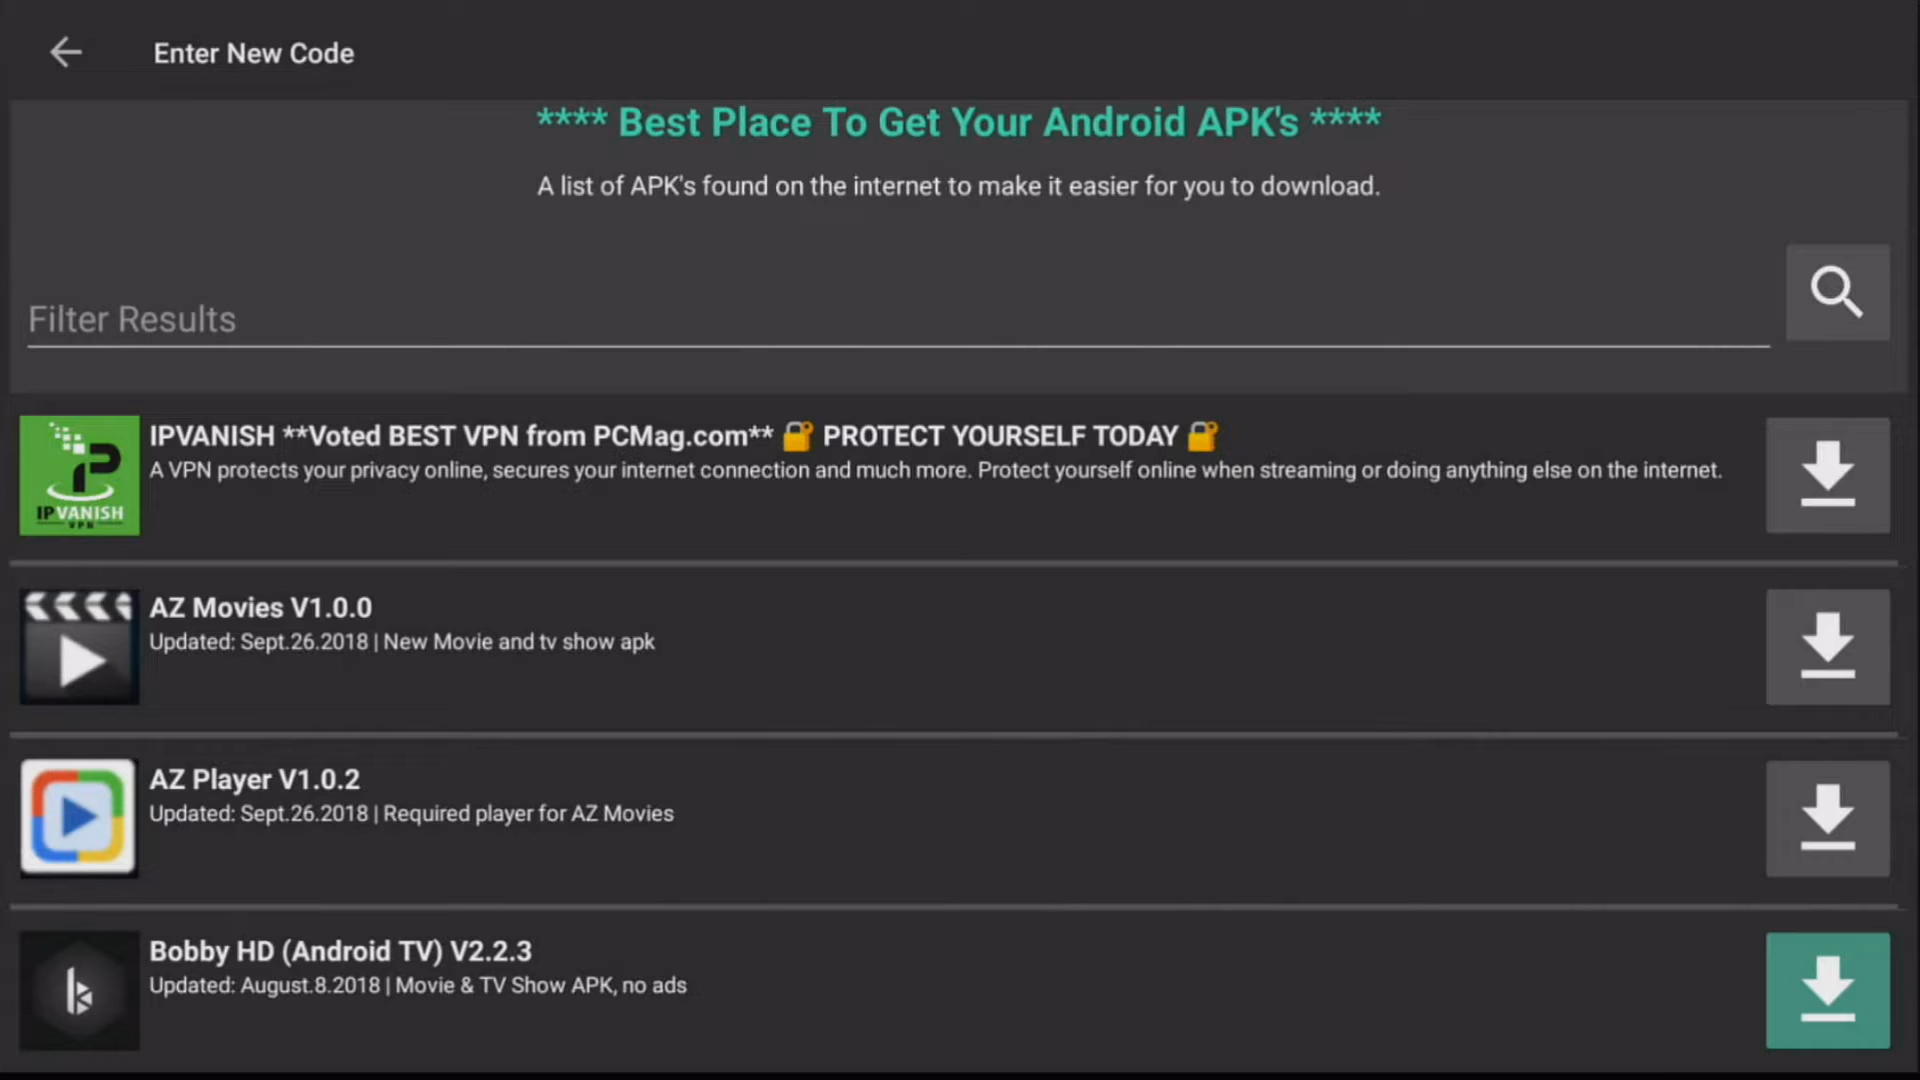 Enter New Code
**** Best Place To Get Your Android APK's ****
A list of APK's found on the internet to make it easier for you to download.
Filter Results
IPVANISH **Voted BEST VPN from PCMag.com** 🔐 PROTECT YOURSELF TODAY 🔐
A VPN protects your privacy online, secures your internet connection and much more. Protect yourself online when streaming or doing anything else on the internet.
IPVANISH
VPN
AZ Movies V1.0.0
Updated: Sept.26.2018 | New Movie and tv show apk
AZ Player V1.0.2
Updated: Sept.26.2018 | Required player for AZ Movies
Bobby HD (Android TV) V2.2.3
Updated: August.8.2018 | Movie & TV Show APK, no ads